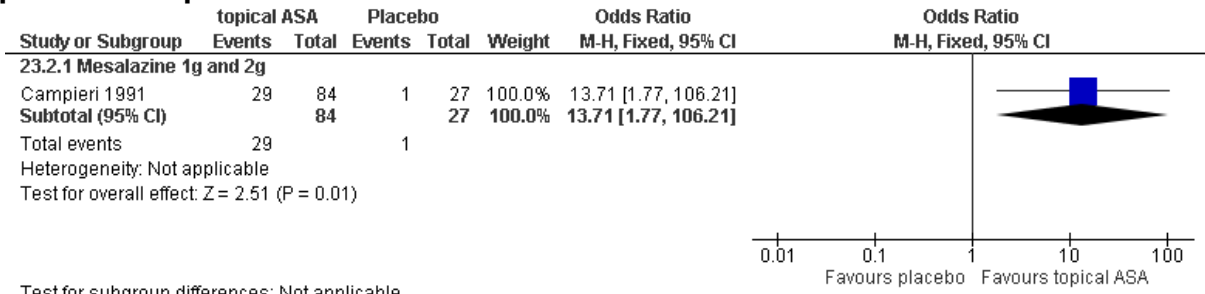 topical ASA Placebo Odds Ratio Odds Ratio
Study or Subgroup Events Total Events Total Weight M-H, Fixed, 95% CI M-H, Fixed, 95% CI
23.2.1 Mesalazine 1g and 2g
Campieri 1991 29 84 1 27 100.0% 13.71 [1.77, 106.21]
Subtotal (95% CI) 84 27 100.0% 13.71 [1.77, 106.21]
Total events 29 1
Heterogeneity: Not applicable
Test for overall effect: Z = 2.51 (P = 0.01)
0.01 0.1 1 10 100
Favours placebo Favours topical ASA
Test for subgroup differences: Not applicable